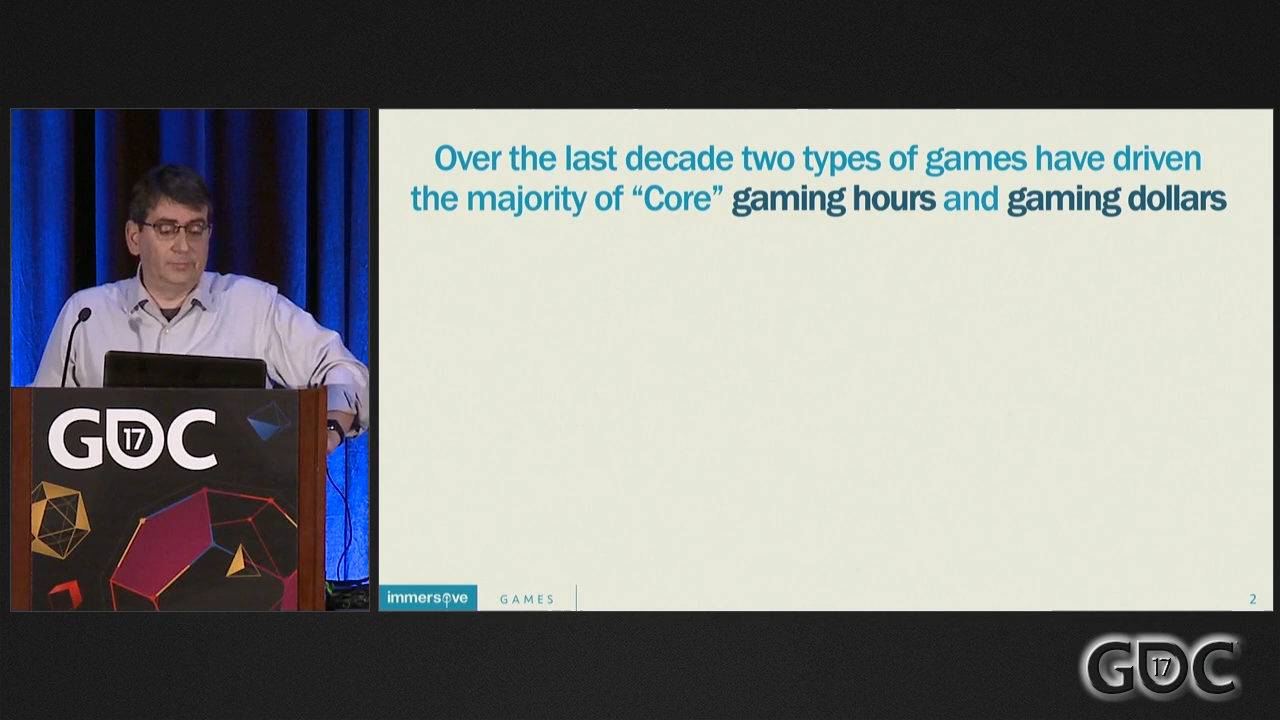 Over the last decade two types of games have driven
the majority of “Core” gaming hours and gaming dollars
GDC
17
immersive GAMES
2
GDC
17